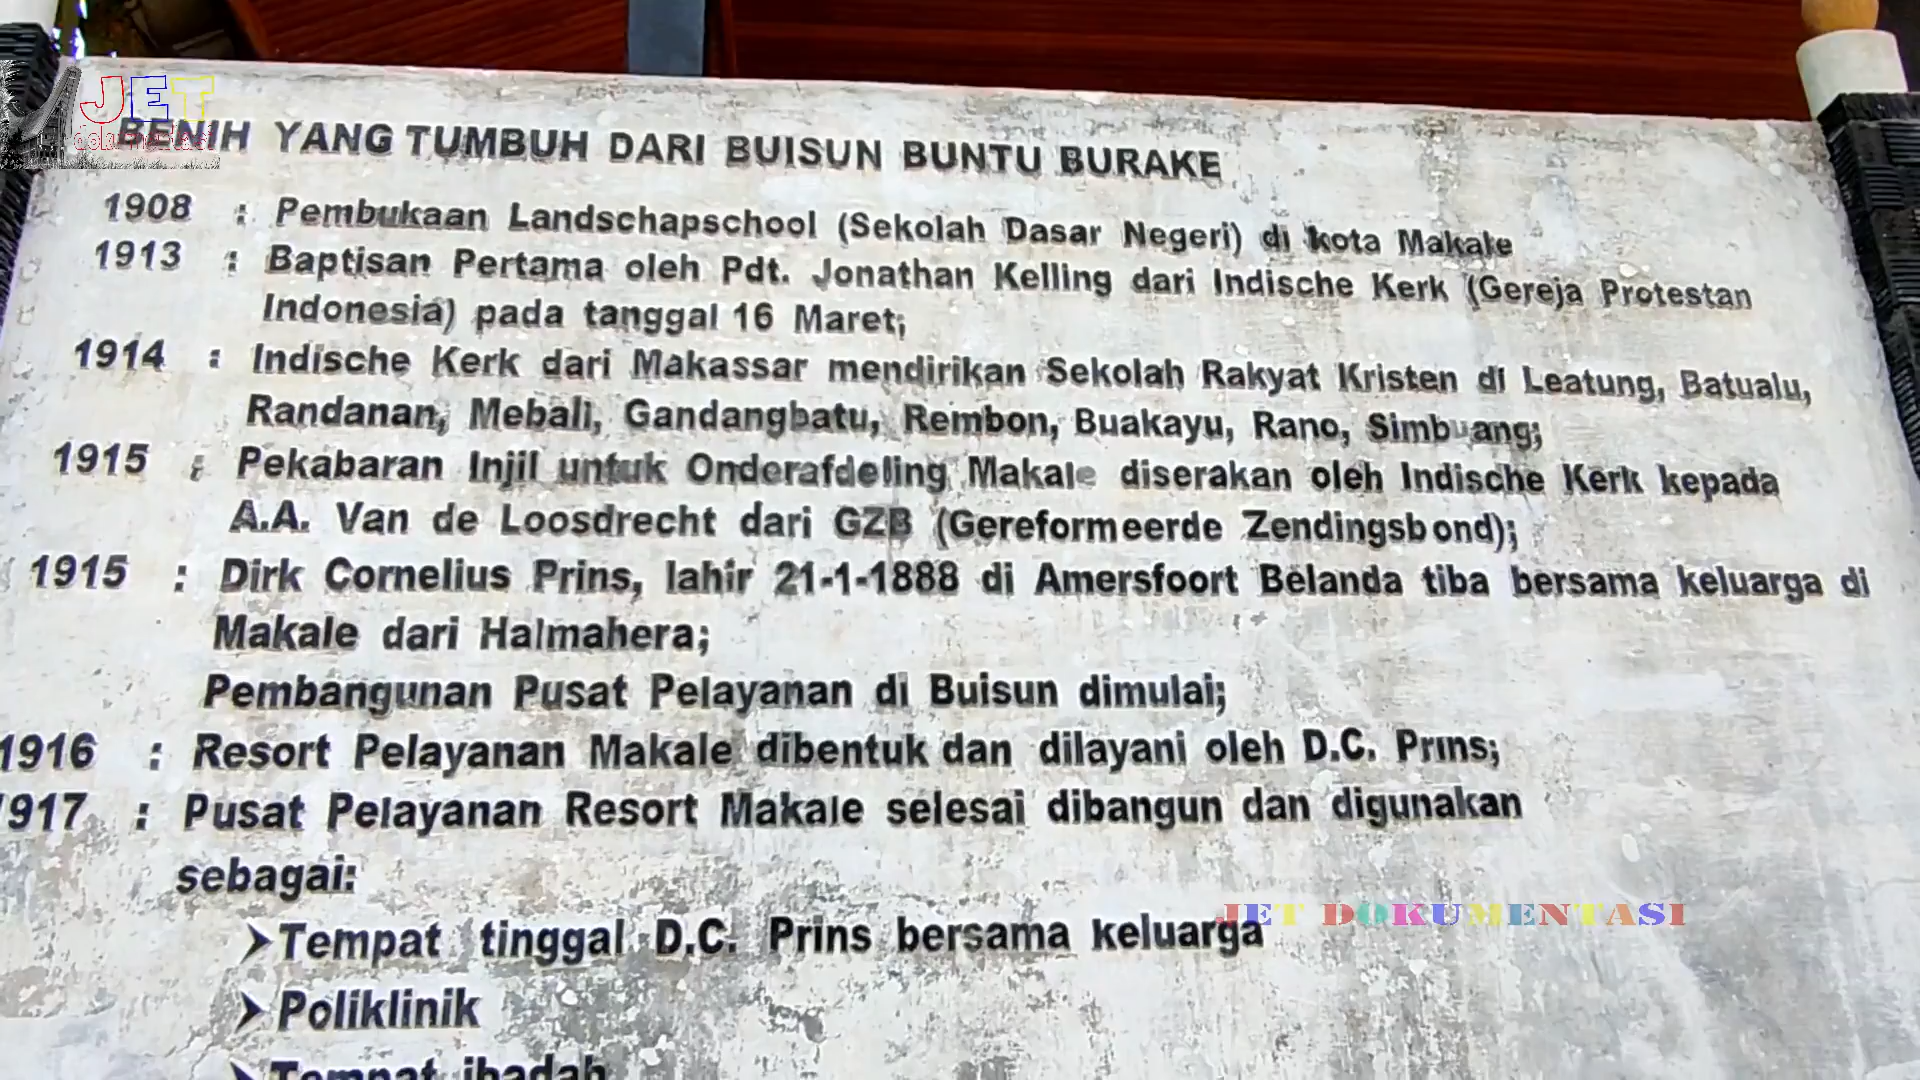 JET
dokumentasi
BENIH YANG TUMBUH DARI BUISUN BUNTU BURAKE
1908 : Pembukaan Landschapschool (Sekolah Dasar Negeri) di kota Makale
1913 : Baptisan Pertama oleh Pdt. Jonathan Kelling dari Indische Kerk (Gereja Protestan
Indonesia) pada tanggal 16 Maret;
1914 : Indische Kerk dari Makassar mendirikan Sekolah Rakyat Kristen di Leatung, Batualu,
Randanan, Mebali, Gandangbatu, Rembon, Buakayu, Rano, Simbuang;
1915 : Pekabaran Injil untuk Onderafdeling Makale diserakan oleh Indische Kerk kepada
A.A. Van de Loosdrecht dari GZB (Gereformeerde Zendingsbond);
1915 : Dirk Cornelius Prins, lahir 21-1-1888 di Amersfoort Belanda tiba bersama keluarga di
Makale dari Halmahera;
Pembangunan Pusat Pelayanan di Buisun dimulai;
1916 : Resort Pelayanan Makale dibentuk dan dilayani oleh D.C. Prins;
1917 : Pusat Pelayanan Resort Makale selesai dibangun dan digunakan
sebagai:
➤Tempat tinggal D.C. Prins bersama keluarga
JET DOKUMENTASI
➤Poliklinik
➤Tempat ibadah